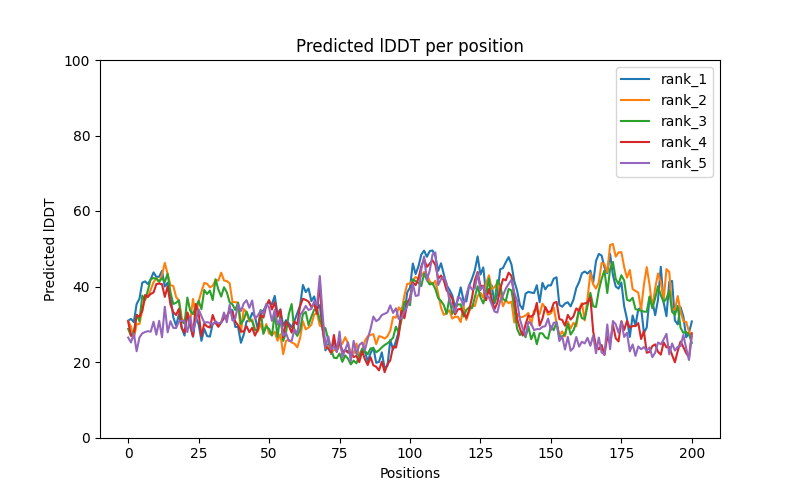 Predicted lDDT per position
100
80
60
40
20
0
Predicted lDDT
rank_1
rank_2
rank_3
rank_4
rank_5
0 25 50 75 100 125 150 175 200
Positions